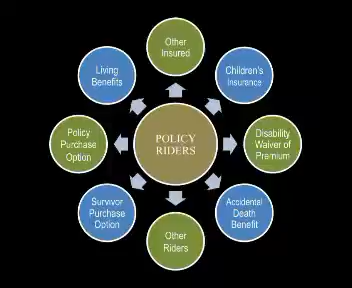 Other
Insured
Living
Benefits
Children's
Insurance
Policy
Purchase
Option
POLICY
RIDERS
Disability
Waiver of
Premium
Survivor
Purchase
Option
Accidental
Death
Benefit
Other
Riders